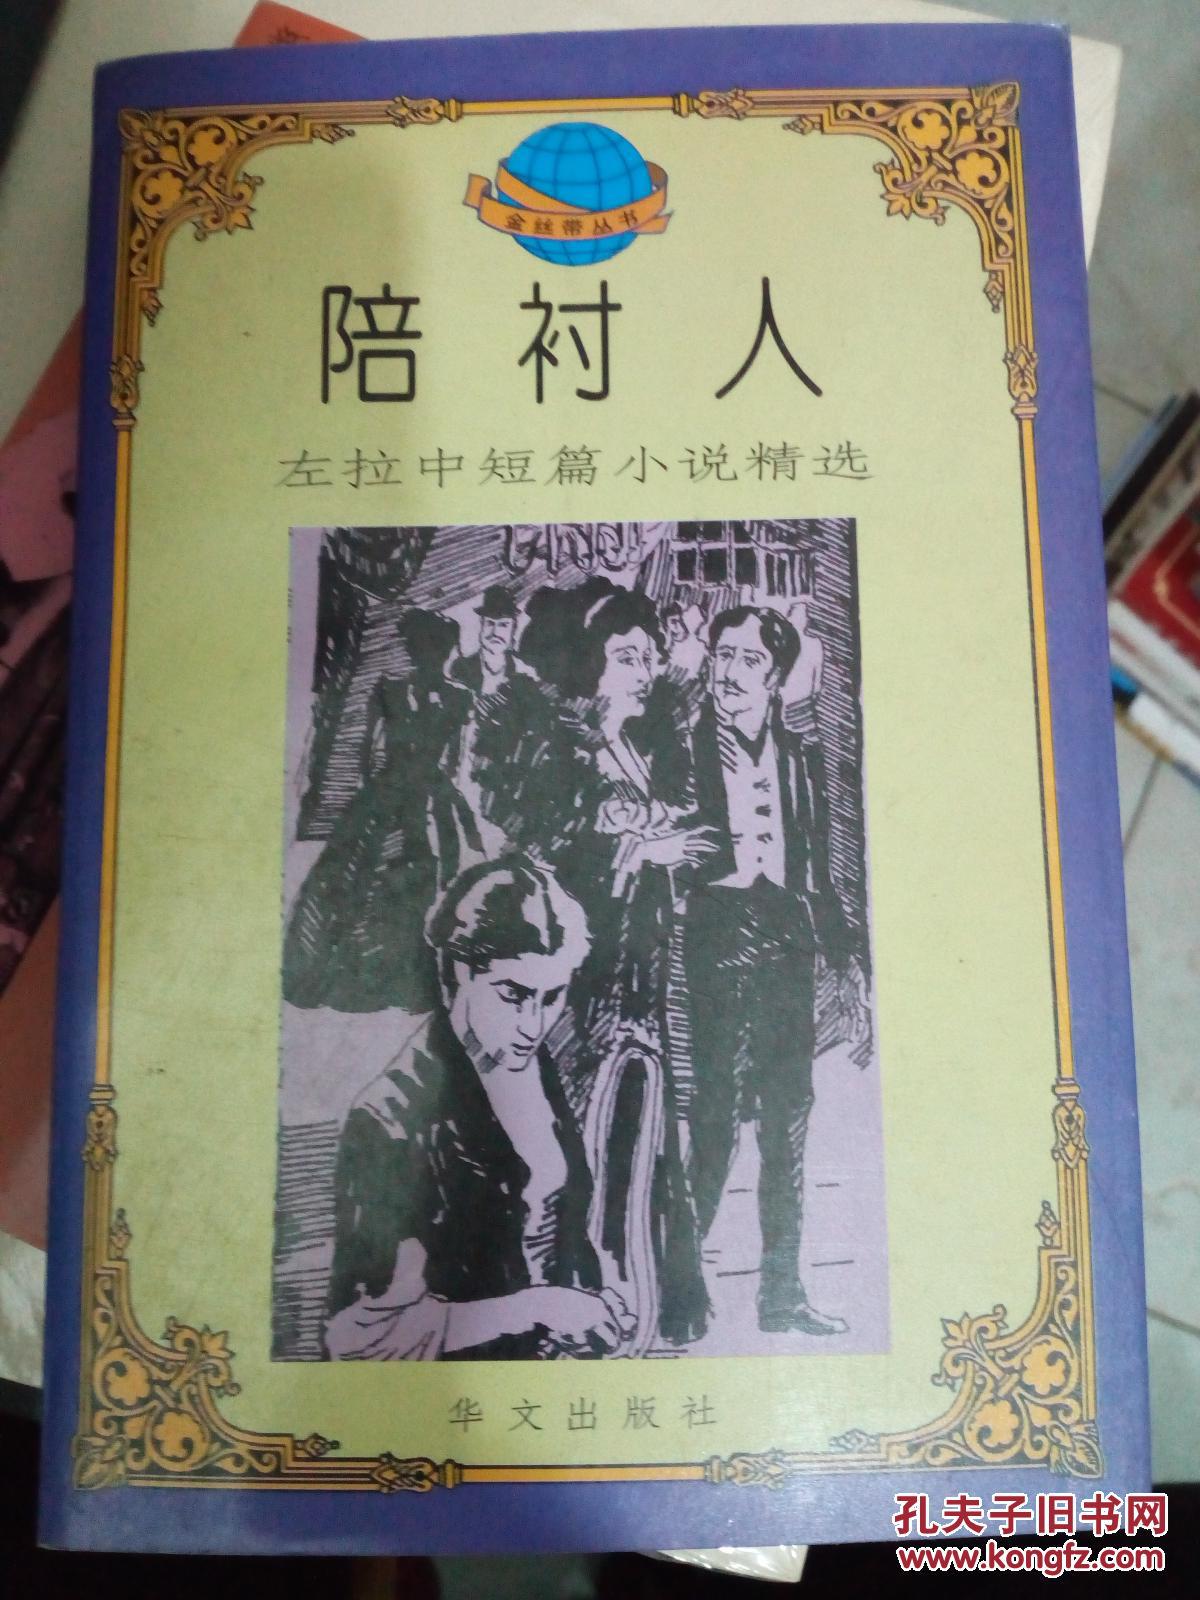 金丝带丛书
陪衬人
左拉中短篇小说精选
华文出版社
孔夫子旧书网
www.kongfz.com